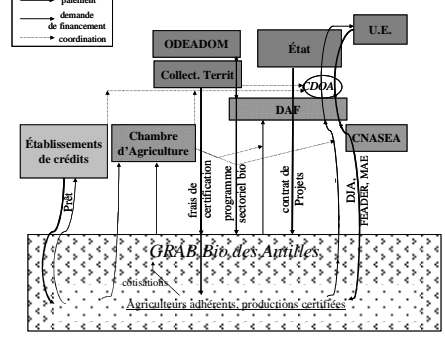 paiement
demande
de financement
coordination
U.E.
ODEADOM
État
Collect. Territ
CDOA
DAF
Établissements
de crédits
Chambre
d'Agriculture
CNASEA
Prêt
frais de
certification
programme
sectoriel bio
contrat de
Projets
DJA,
FEADER, MAE
GRAB Bio des Antilles
cotisations
Agriculteurs adhérents, productions certifiées